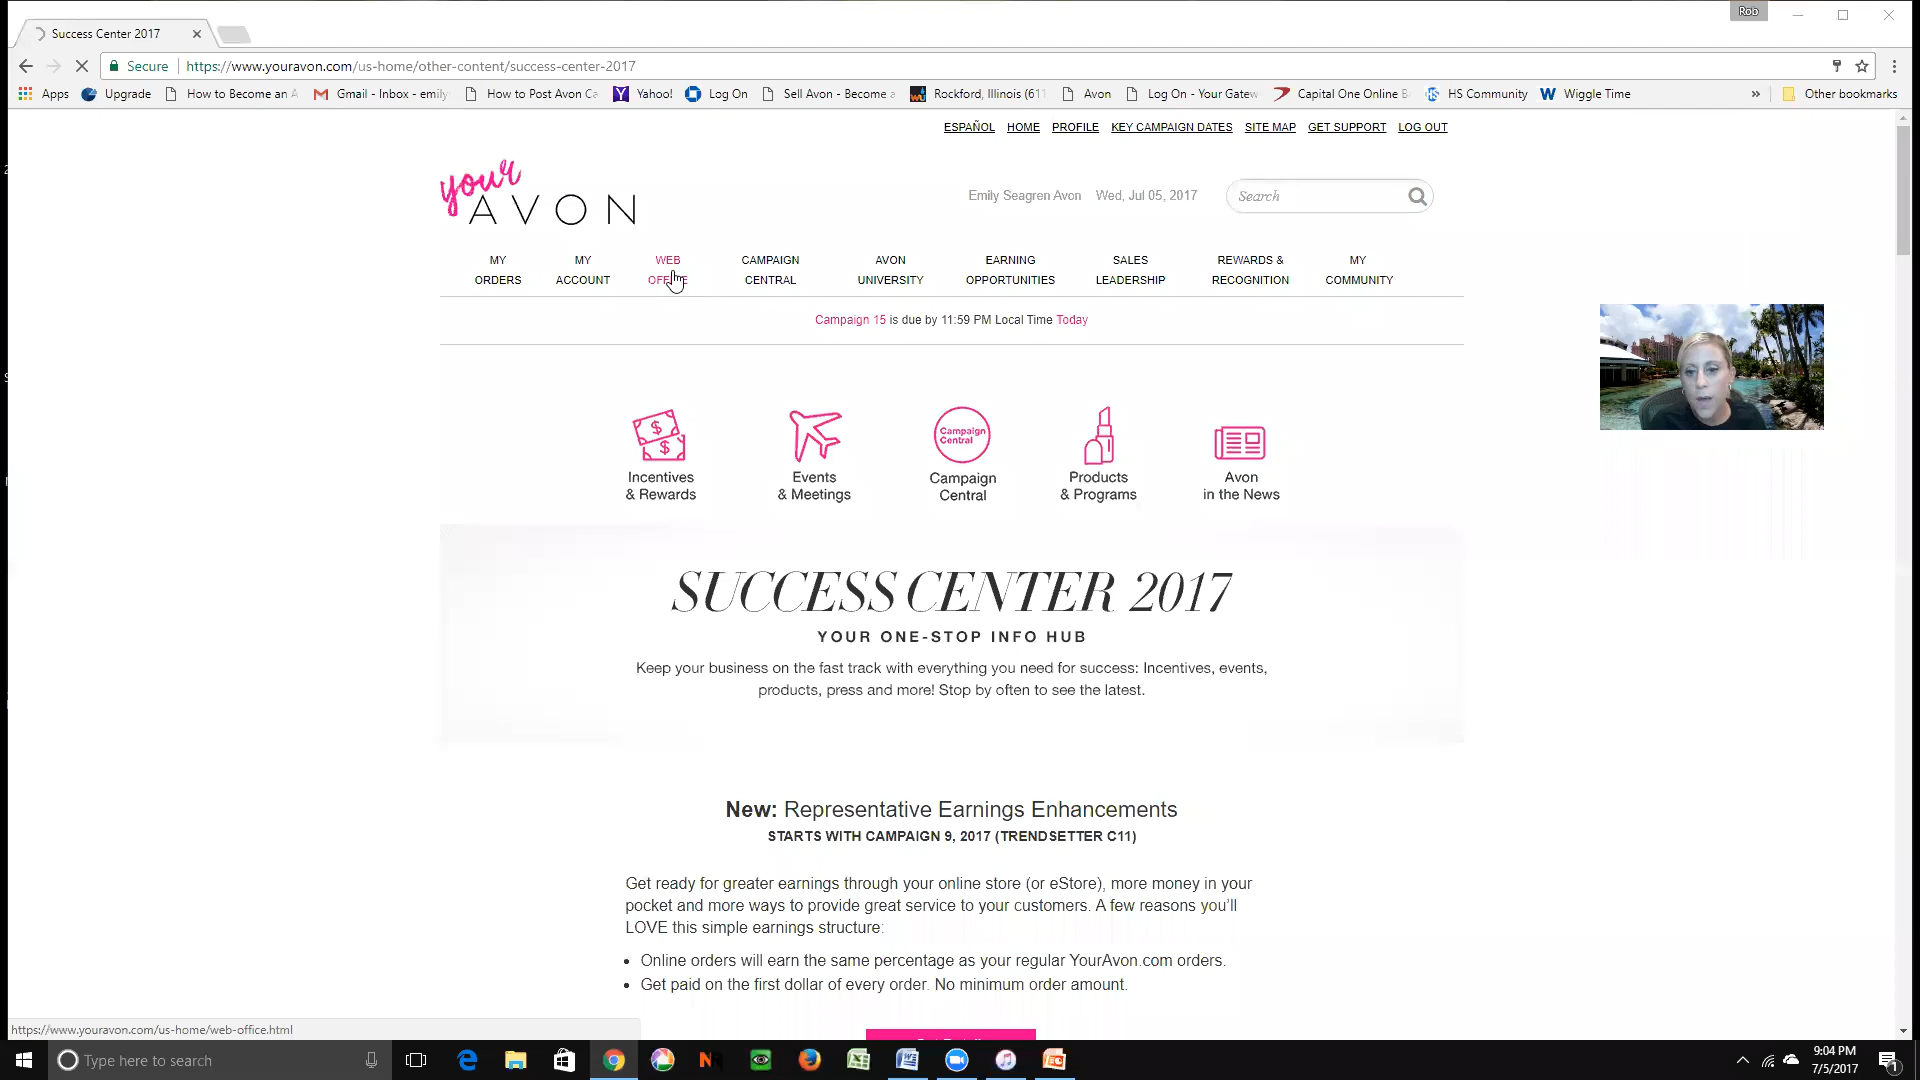 Rob
Success Center 2017
Secure https://www.youravon.com/us-home/other-content/success-center-2017
Apps Upgrade How to Become an A Gmail - Inbox - emily How to Post Avon Ca Yahoo! Log On Sell Avon - Become a Rockford, Illinois (611 Avon Log On - Your Gatew Capital One Online B HS Community Wiggle Time » Other bookmarks
ESPAÑOL HOME PROFILE KEY CAMPAIGN DATES SITE MAP GET SUPPORT LOG OUT
your
AVON
Emily Seagren Avon Wed, Jul 05, 2017 Search
MY ORDERS
MY ACCOUNT
WEB OFFICE
CAMPAIGN CENTRAL
AVON UNIVERSITY
EARNING OPPORTUNITIES
SALES LEADERSHIP
REWARDS & RECOGNITION
MY COMMUNITY
Campaign 15 is due by 11:59 PM Local Time Today
Incentives & Rewards
Events & Meetings
Campaign Central
Campaign Central
Products & Programs
Avon in the News
SUCCESS CENTER 2017
YOUR ONE-STOP INFO HUB
Keep your business on the fast track with everything you need for success: Incentives, events,
products, press and more! Stop by often to see the latest.
New: Representative Earnings Enhancements
STARTS WITH CAMPAIGN 9, 2017 (TRENDSETTER C11)
Get ready for greater earnings through your online store (or eStore), more money in your
pocket and more ways to provide great service to your customers. A few reasons you'll
LOVE this simple earnings structure:
• Online orders will earn the same percentage as your regular YourAvon.com orders.
• Get paid on the first dollar of every order. No minimum order amount.
https://www.youravon.com/us-home/web-office.html
Type here to search
9:04 PM
7/5/2017
1